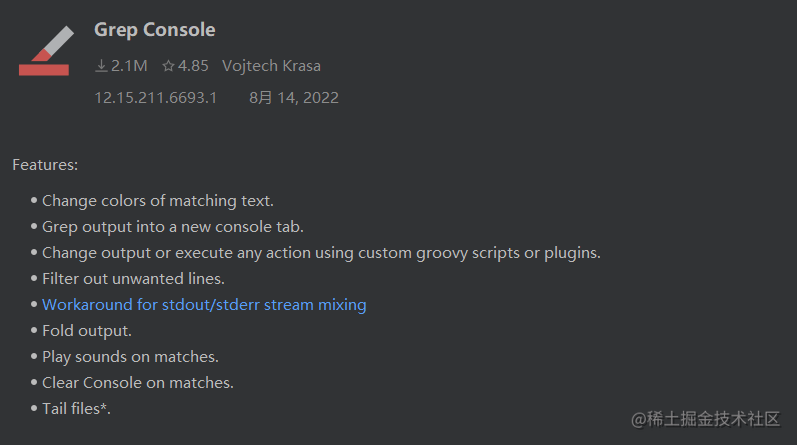 Grep Console
2.1M 4.85 Vojtech Krasa
12.15.211.6693.1 8月 14, 2022
Features:
• Change colors of matching text.
• Grep output into a new console tab.
• Change output or execute any action using custom groovy scripts or plugins.
• Filter out unwanted lines.
• Workaround for stdout/stderr stream mixing
• Fold output.
• Play sounds on matches.
• Clear Console on matches.
• Tail files*.
@稀土掘金技术社区